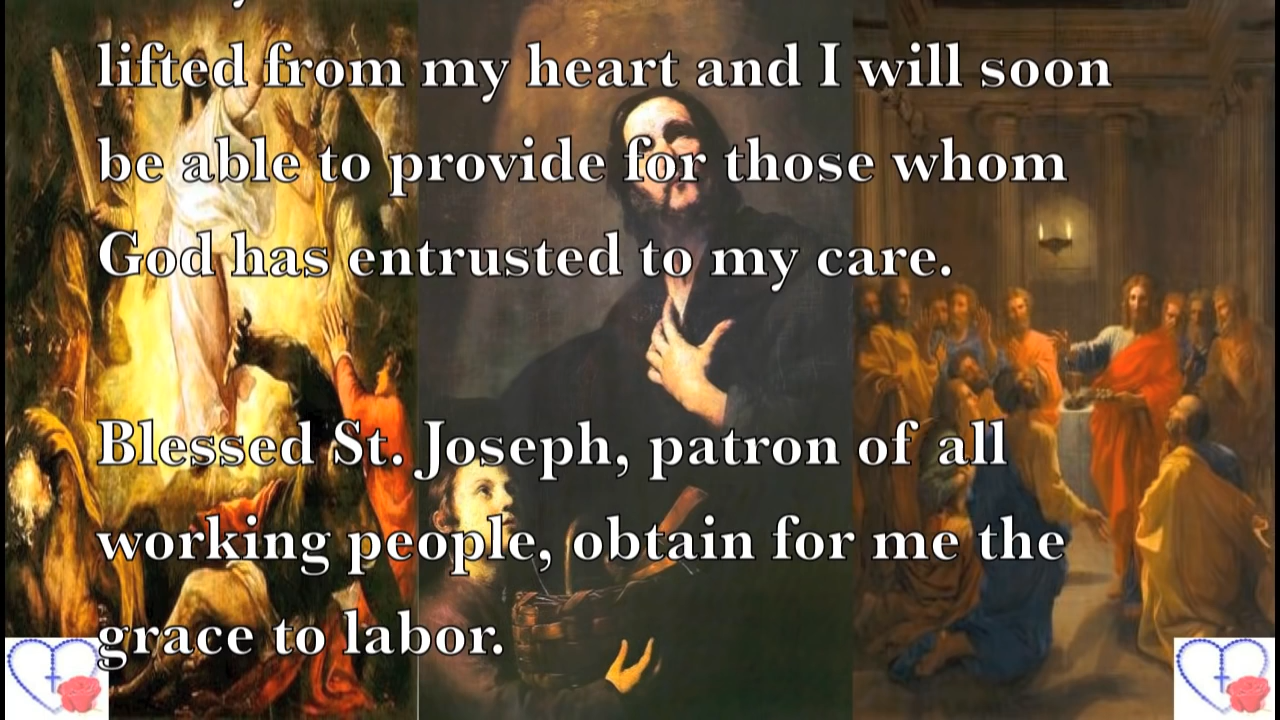 lifted from my heart and I will soon
be able to provide for those whom
God has entrusted to my care.
Blessed St. Joseph, patron of all
working people, obtain for me the
grace to labor.